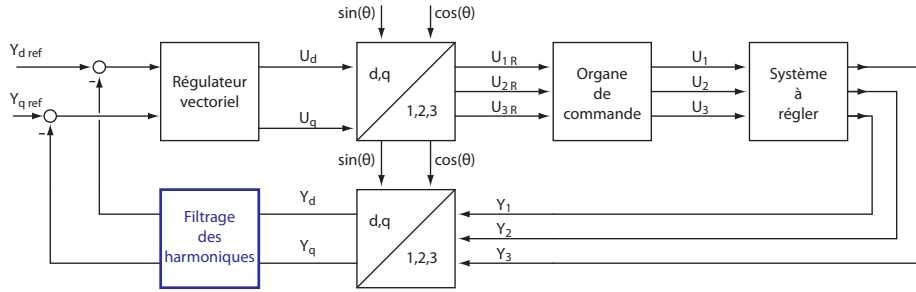 sin(θ) cos(θ)
Y d ref
Y q ref
-
-
Régulateur
vectoriel
U d
U q
d,q
1,2,3
U 1 R
U 2 R
U 3 R
Organe
de
commande
U 1
U 2
U 3
Système
à
régler
sin(θ) cos(θ)
Filtrage
des
harmoniques
Y d
Y q
d,q
1,2,3
Y 1
Y 2
Y 3